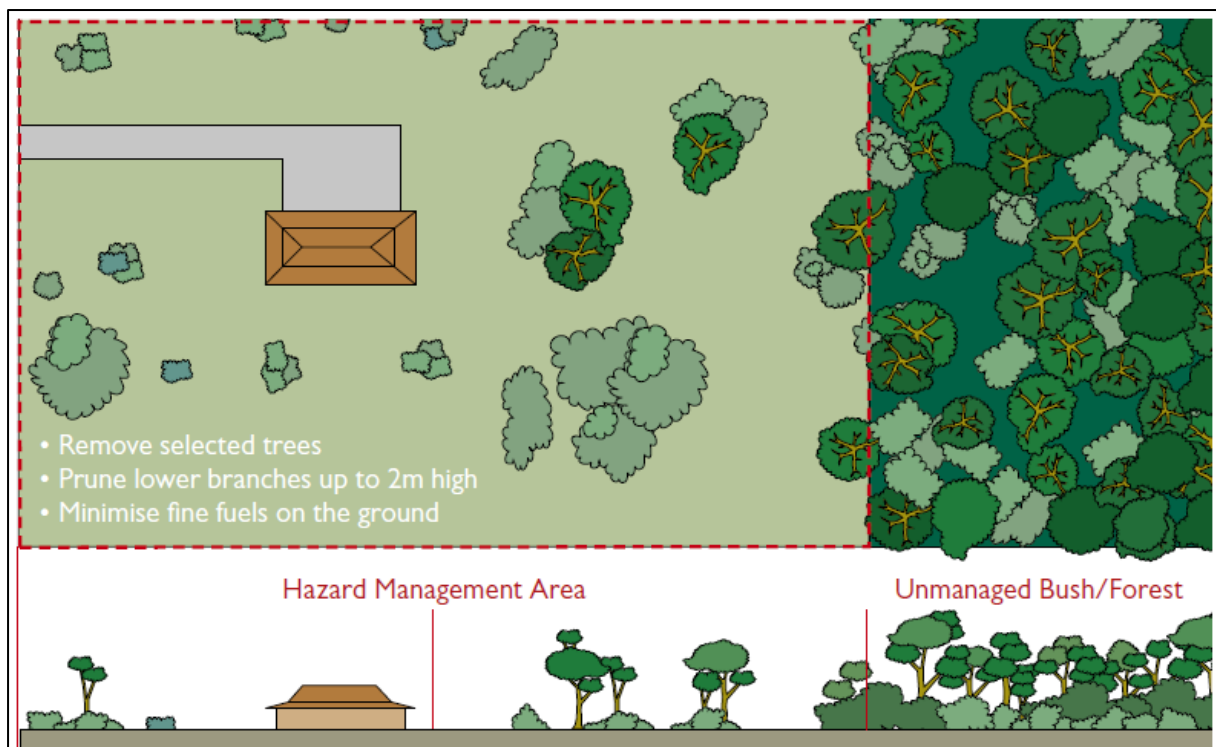 • Remove selected trees
• Prune lower branches up to 2m high
• Minimise fine fuels on the ground
Hazard Management Area
Unmanaged Bush/Forest